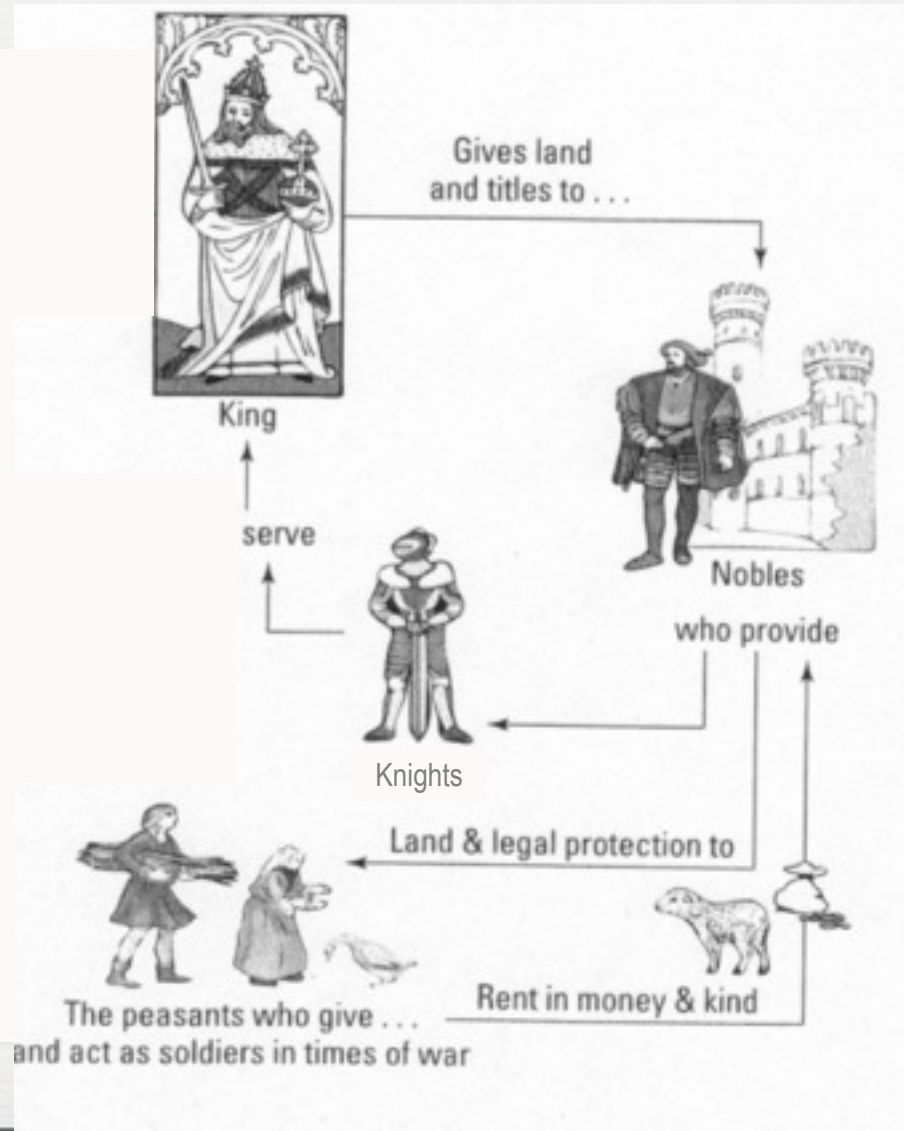 Gives land
and titles to . . .
King
serve
Nobles
who provide
Knights
Land & legal protection to
Rent in money & kind
The peasants who give . . .
and act as soldiers in times of war